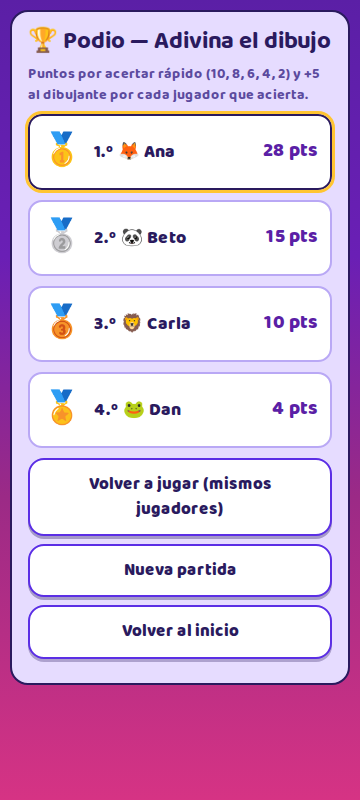 🏆 Podio — Adivina el dibujo
Puntos por acertar rápido (10, 8, 6, 4, 2) y +5
al dibujante por cada jugador que acierta.
🥇 1.º 🦊 Ana 28 pts
🥈 2.º 🐼 Beto 15 pts
🥉 3.º 🦁 Carla 10 pts
🏅 4.º 🐸 Dan 4 pts
Volver a jugar (mismos
jugadores)
Nueva partida
Volver al inicio